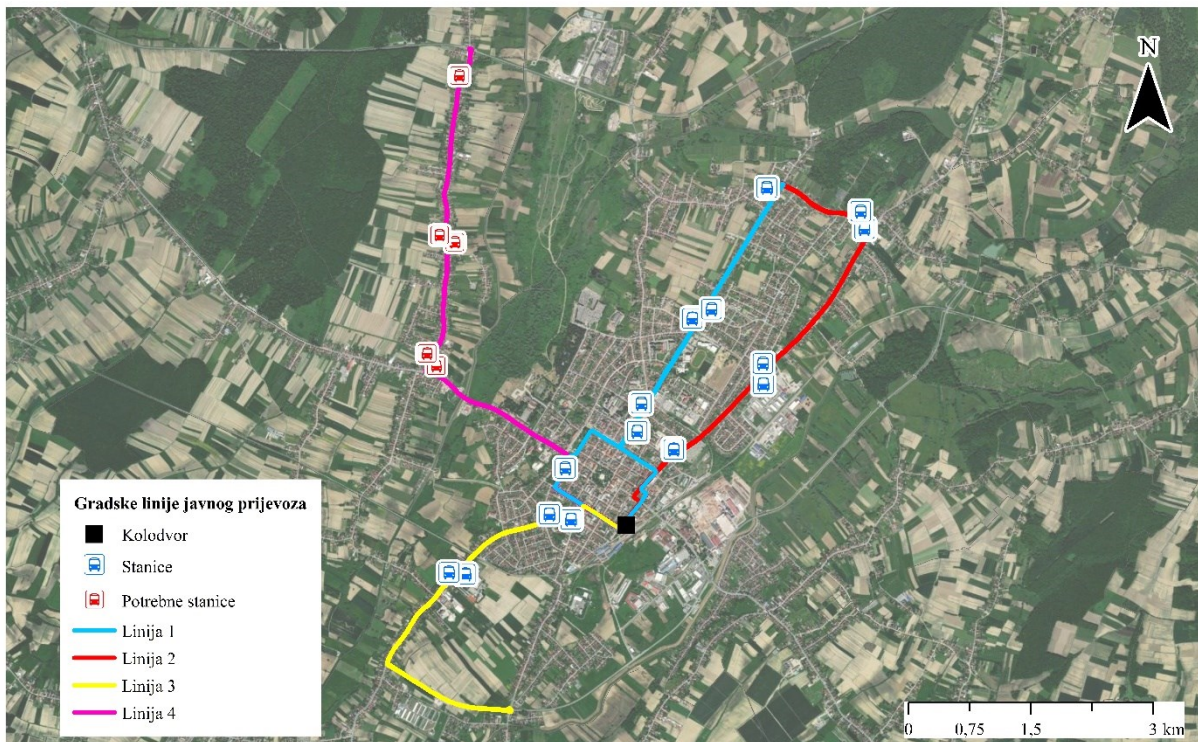 N
Gradske linije javnog prijevoza
Kolodvor
Stanice
Potrebne stanice
Linija 1
Linija 2
Linija 3
Linija 4
0 0,75 1,5 3 km